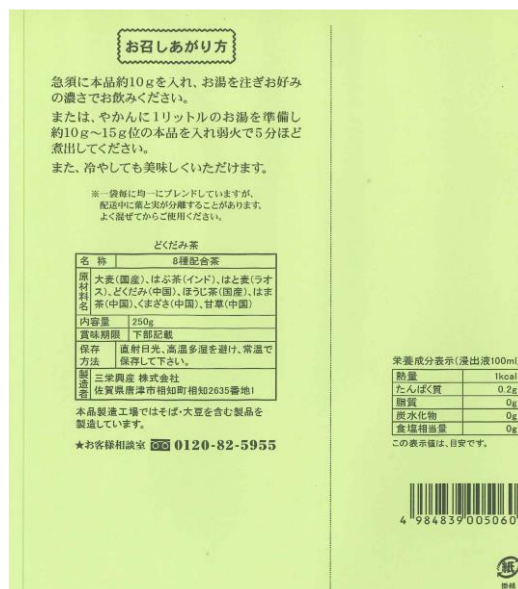 お召しあがり方
急須に本品約10gを入れ、お湯を注ぎお好み
の濃さでお飲みください。
または、やかんに1リットルのお湯を準備し
約10g〜15g位の本品を入れ弱火で5分ほど
煮出してください。
また、冷やしても美味しくいただけます。
※一袋毎に均一にブレンドしていますが、
配送中に葉と実が分離することがあります。
よく混ぜてからご使用ください。
どくだみ茶
名 称 8種配合茶
原材料名 大麦(国産)、はぶ茶(インド)、はと麦(ラオ
ス)、どくだみ(中国)、ほうじ茶(国産)、はま
茶(中国)、くまざさ(中国)、甘草(中国)
内容量 250g
賞味期限 下部記載
保存方法 直射日光、高温多湿を避け、常温で
保存して下さい。
製造者 三栄興産 株式会社
佐賀県唐津市相知町相知2635番地1
本品製造工場ではそば・大豆を含む製品を
製造しています。
★お客様相談室 0120-82-5955
栄養成分表示(浸出液100ml)
熱量 1kcal
たんぱく質 0.2g
脂質 0g
炭水化物 0g
食塩相当量 0g
この表示値は、目安です。
4 984839 005060
紙